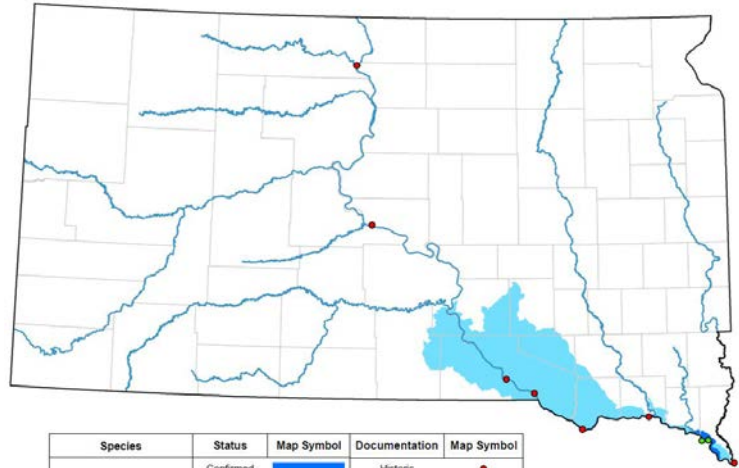 Species Status Map Symbol Documentation Map Symbol
Confirmed Historic